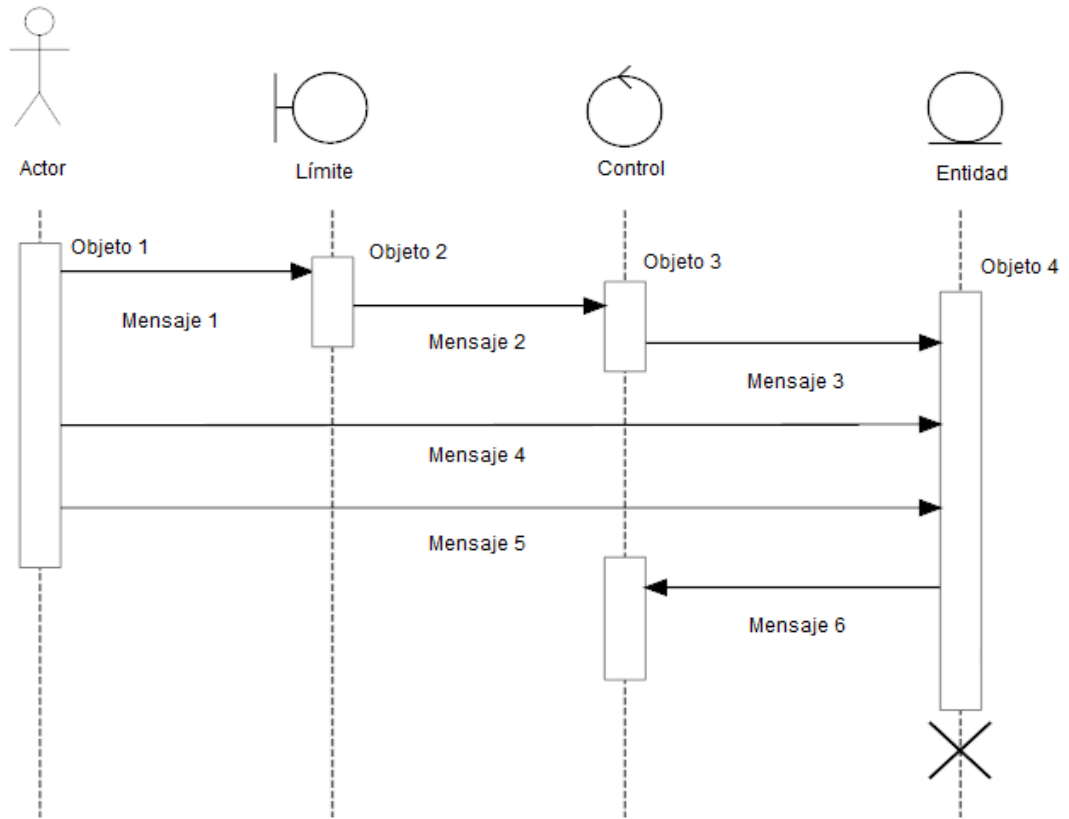 Actor
Límite
Control
Entidad
Objeto 1
Objeto 2
Objeto 3
Objeto 4
Mensaje 1
Mensaje 2
Mensaje 3
Mensaje 4
Mensaje 5
Mensaje 6